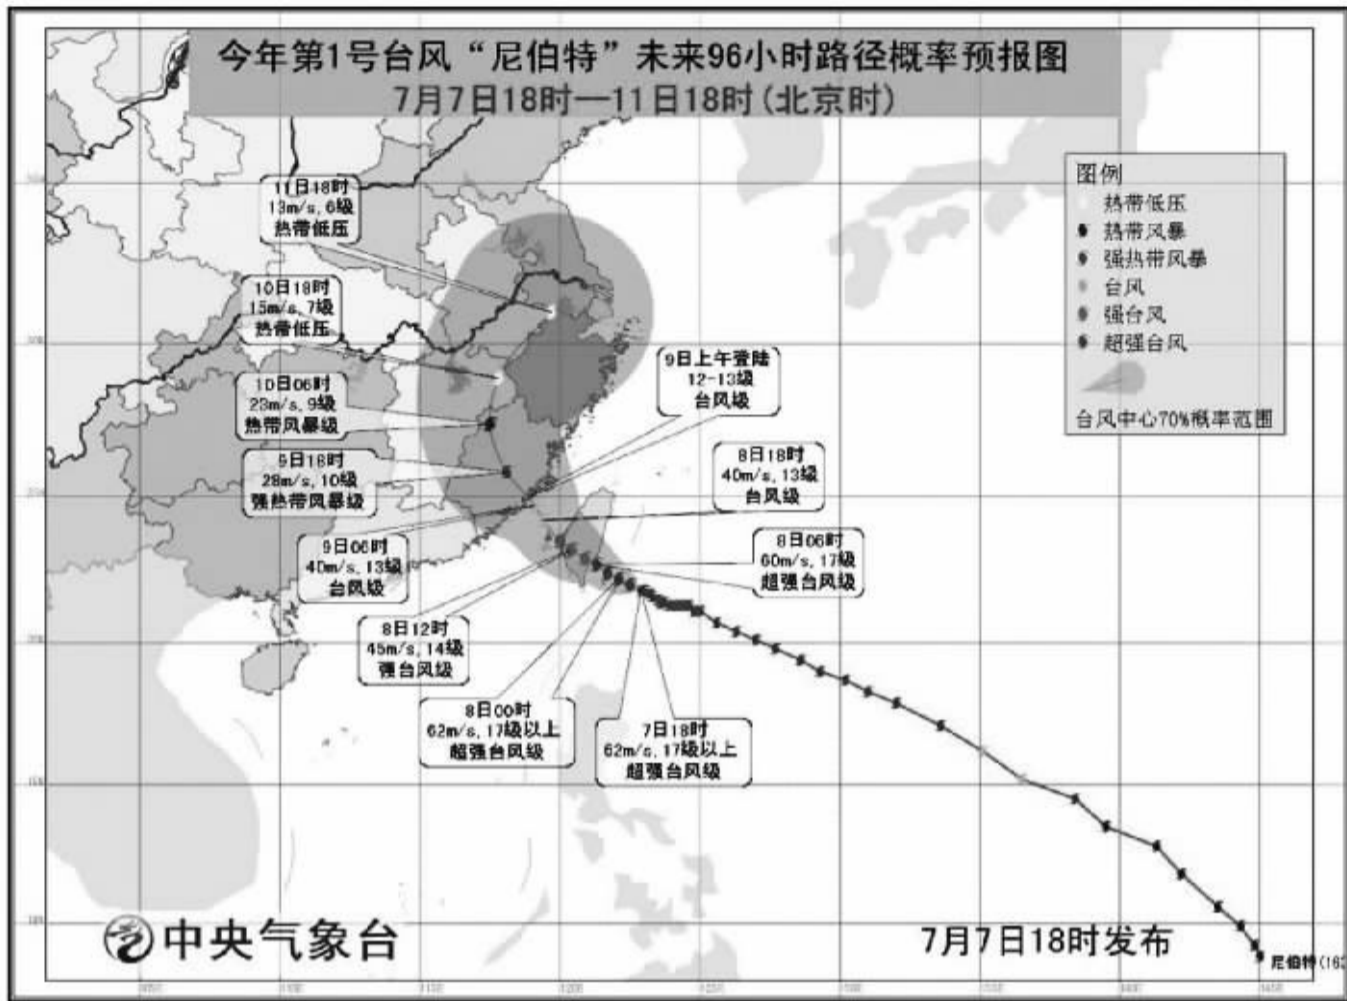 今年第1号台风“尼伯特”未来96小时路径概率预报图
7月7日18时—11日18时(北京时)
图例
热带低压
热带风暴
强热带风暴
台风
强台风
超强台风
台风中心70%概率范围
11日18时
13m/s,6级
热带低压
10日18时
15m/s,7级
热带低压
10日06时
23m/s,9级
热带风暴级
9日18时
28m/s,10级
强热带风暴级
9日06时
40m/s,13级
台风级
8日12时
45m/s,14级
强台风级
8日00时
62m/s,17级以上
超强台风级
7日18时
62m/s,17级以上
超强台风级
9日上午登陆
12-13级
台风级
8日18时
40m/s,13级
台风级
8日06时
60m/s,17级
超强台风级
中央气象台
7月7日18时发布
尼伯特(16